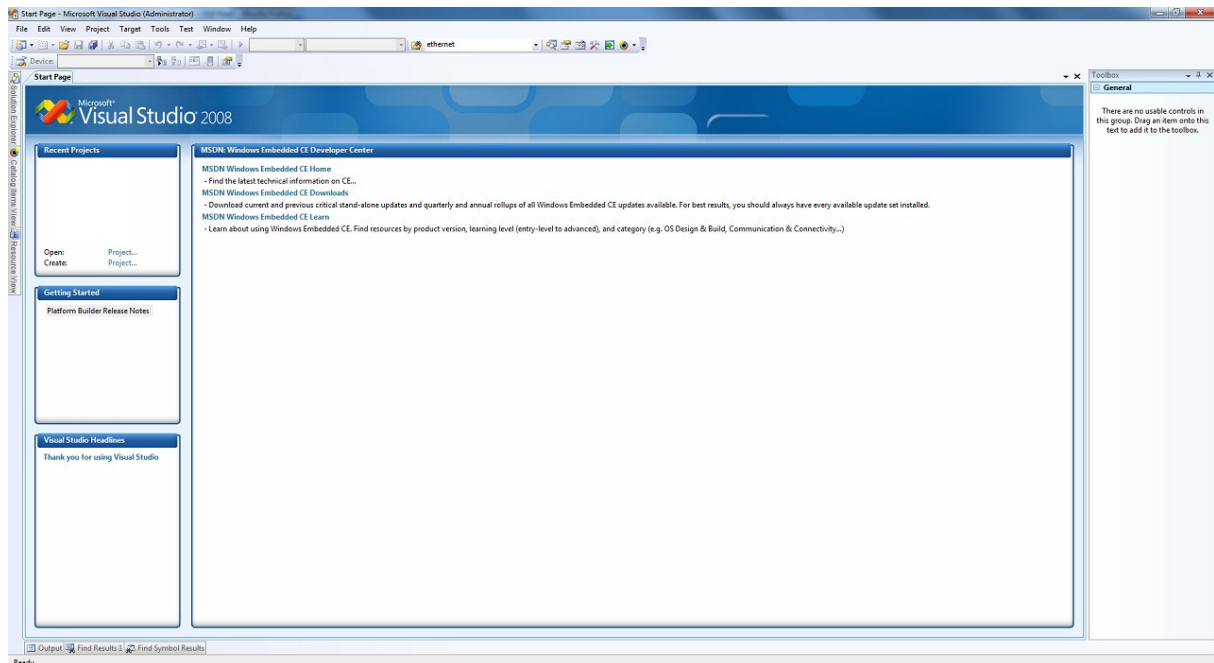 Start Page - Microsoft Visual Studio (Administrator)
File Edit View Project Target Tools Test Window Help
ethernet
Device:
Start Page
Toolbox
General
There are no usable controls in
this group. Drag an item onto this
text to add it to the toolbox.
Solution Explorer
Catalog Items View
Resource View
Microsoft®
Visual Studio® 2008
Recent Projects
Open: Project...
Create: Project...
Getting Started
Platform Builder Release Notes
Visual Studio Headlines
Thank you for using Visual Studio
MSDN: Windows Embedded CE Developer Center
MSDN Windows Embedded CE Home
- Find the latest technical information on CE...
MSDN Windows Embedded CE Downloads
- Download current and previous critical stand-alone updates and quarterly and annual rollups of all Windows Embedded CE updates available. For best results, you should always have every available update set installed.
MSDN Windows Embedded CE Learn
- Learn about using Windows Embedded CE. Find resources by product version, learning level (entry-level to advanced), and category (e.g. OS Design & Build, Communication & Connectivity...)
Output Find Results 1 Find Symbol Results
Ready